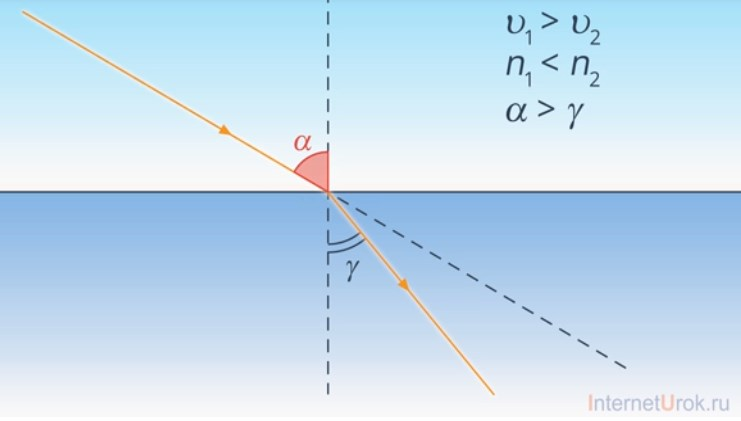 υ₁ > υ₂
n₁ < n₂
α > γ
α
γ
InternetUrok.ru